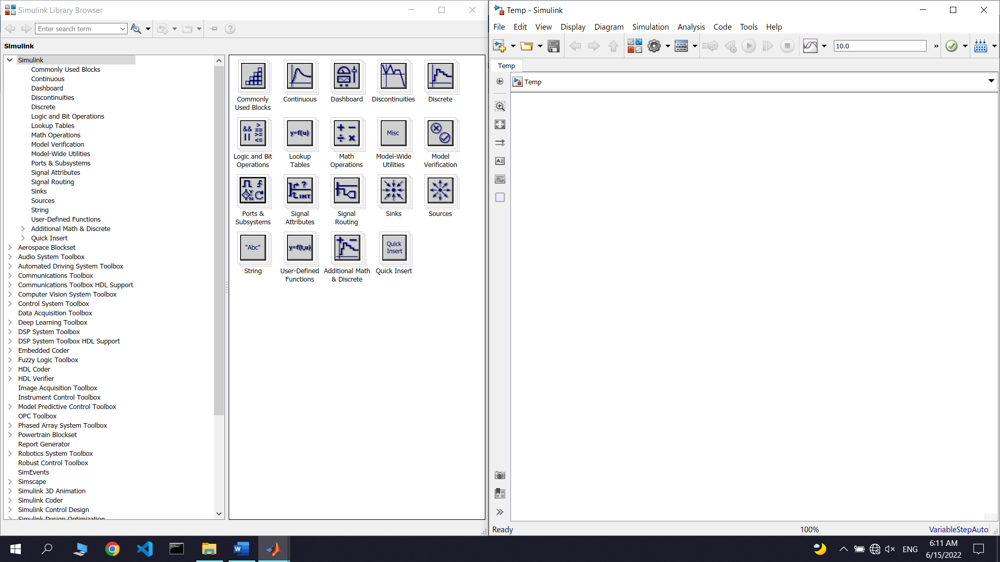 Simulink Library Browser
Enter search term
Simulink
Simulink
Commonly Used Blocks
Continuous
Dashboard
Discontinuities
Discrete
Logic and Bit Operations
Lookup Tables
Math Operations
Model Verification
Model-Wide Utilities
Ports & Subsystems
Signal Attributes
Signal Routing
Sinks
Sources
String
User-Defined Functions
Additional Math & Discrete
Quick Insert
Aerospace Blockset
Audio System Toolbox
Automated Driving System Toolbox
Communications Toolbox
Communications Toolbox HDL Support
Computer Vision System Toolbox
Control System Toolbox
Data Acquisition Toolbox
Deep Learning Toolbox
DSP System Toolbox
DSP System Toolbox HDL Support
Embedded Coder
Fuzzy Logic Toolbox
HDL Coder
HDL Verifier
Image Acquisition Toolbox
Instrument Control Toolbox
Model Predictive Control Toolbox
OPC Toolbox
Phased Array System Toolbox
Powertrain Blockset
Report Generator
Robotics System Toolbox
Robust Control Toolbox
SimEvents
Simscape
Simulink 3D Animation
Simulink Coder
Simulink Control Design
Simulink Design Optimization
Commonly
Used Blocks
Continuous
Dashboard
Discontinuities
Discrete
&& >
==
|| >=
<=
Logic and Bit
Operations
y=f(u)
Lookup
Tables
+ −
÷ ×
Math
Operations
Misc
Model-Wide
Utilities
Model
Verification
Y
N
Ports &
Subsystems
?
INT
Signal
Attributes
Signal
Routing
Sinks
Sources
"Abc"
String
y=f(t,u)
User-Defined
Functions
+ −
Additional Math
& Discrete
Quick
Insert
Quick Insert
Temp - Simulink
File Edit View Display Diagram Simulation Analysis Code Tools Help
10.0 »
Temp
Temp
A
Ready
100%
VariableStepAuto
W
ENG
6:11 AM
6/15/2022